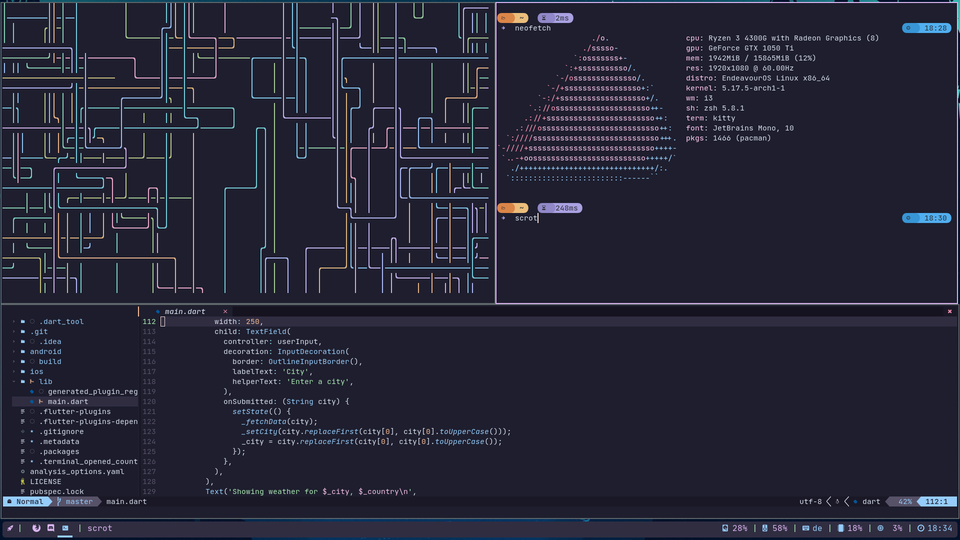 ~ 2ms
neofetch 18:28
./o.
./sssso-
`:osssssss+-
`:+sssssssssso/.
`-/ossssssssssssso/.
cpu: Ryzen 3 4300G with Radeon Graphics (8)
gpu: GeForce GTX 1050 Ti
mem: 1942MiB / 15865MiB (12%)
res: 1920x1080 @ 60.00Hz
distro: EndeavourOS Linux x86_64
kernel: 5.17.5-arch1-1
wm: i3
sh: zsh 5.8.1
term: kitty
font: JetBrains Mono, 10
pkgs: 1466 (pacman)
~ 248ms
scrot 18:30
main.dart
.dart_tool
.git
.idea
android
build
ios
lib
generated_plugin_reg
main.dart
.flutter-plugins
.flutter-plugins-depen
.gitignore
.metadata
.packages
.terminal_opened_count
analysis_options.yaml
LICENSE
pubspec.lock
112 width: 250,
113 child: TextField(
114 controller: userInput,
115 decoration: InputDecoration(
116 border: OutlineInputBorder(),
117 labelText: 'City',
118 helperText: 'Enter a city',
119 ),
120 onSubmitted: (String city) {
121 setState(() {
122 _fetchData(city);
123 _setCity(city.replaceFirst(city[0], city[0].toUpperCase()));
124 _city = city.replaceFirst(city[0], city[0].toUpperCase());
125 });
126 },
127 ),
128 ),
129 Text('Showing weather for $_city, $_country\n',
Normal master main.dart utf-8 dart 42% 112:1
| scrot 28% | 58% | de | 18% | 3% | 18:34